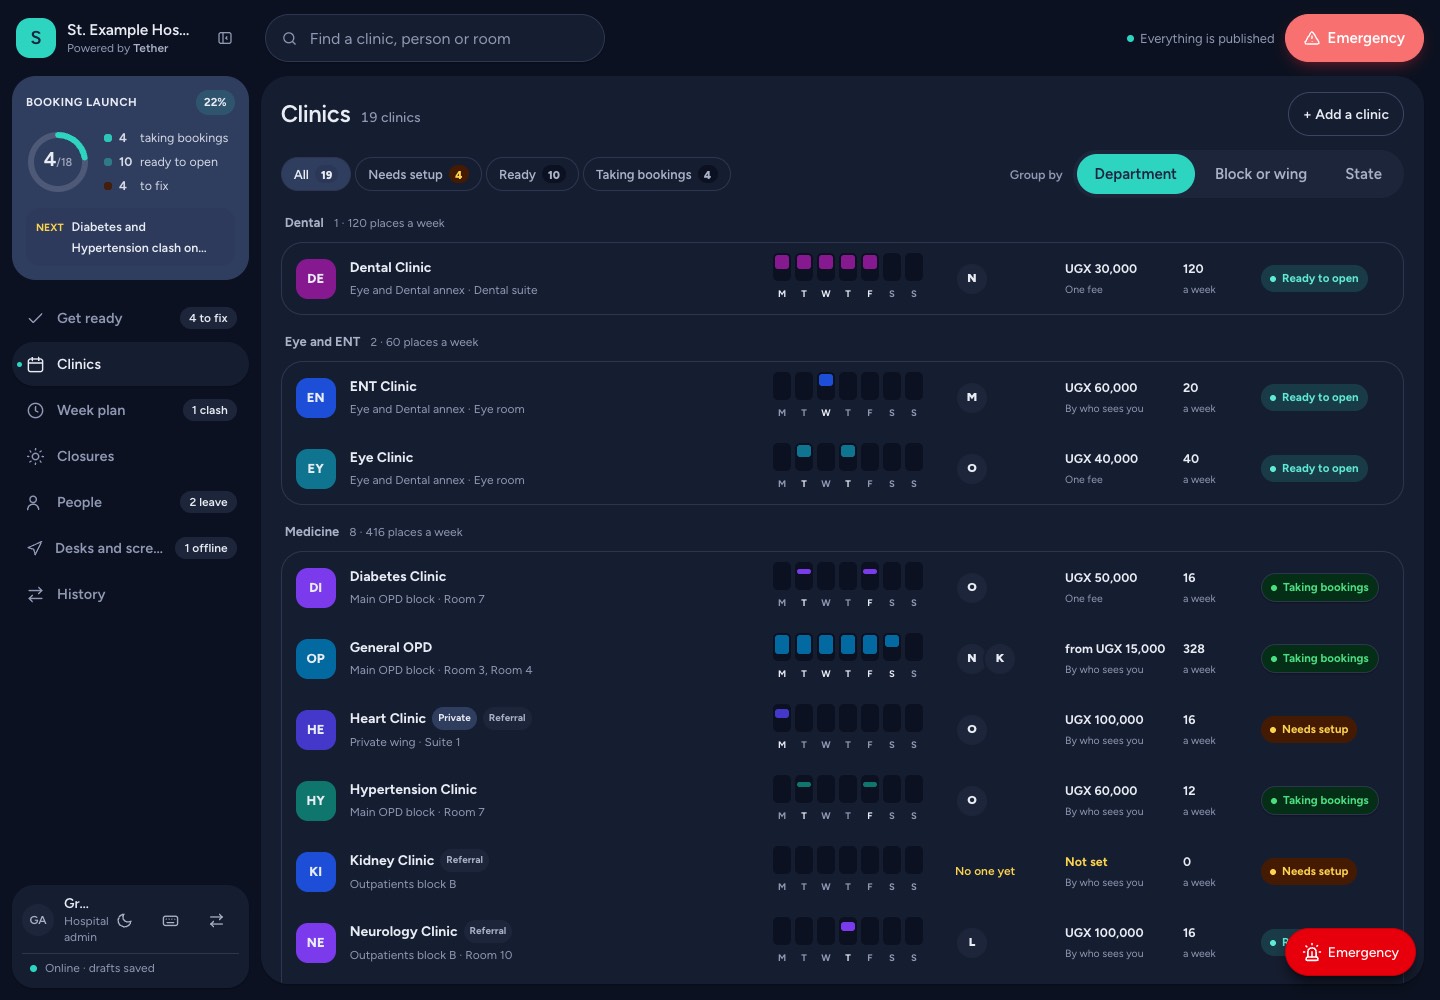 S
St. Example Hos...
Powered by Tether
Find a clinic, person or room
Everything is published
Emergency
BOOKING LAUNCH
22%
4/18
4 taking bookings
10 ready to open
4 to fix
NEXT Diabetes and
Hypertension clash on...
Get ready 4 to fix
Clinics
Week plan 1 clash
Closures
People 2 leave
Desks and scre... 1 offline
History
GA
Gr...
Hospital
admin
Online · drafts saved
Clinics 19 clinics
+ Add a clinic
All 19
Needs setup 4
Ready 10
Taking bookings 4
Group by
Department
Block or wing
State
Dental 1 · 120 places a week
DE
Dental Clinic
Eye and Dental annex · Dental suite
M T W T F S S
N
UGX 30,000
One fee
120
a week
Ready to open
Eye and ENT 2 · 60 places a week
EN
ENT Clinic
Eye and Dental annex · Eye room
M T W T F S S
M
UGX 60,000
By who sees you
20
a week
Ready to open
EY
Eye Clinic
Eye and Dental annex · Eye room
M T W T F S S
O
UGX 40,000
One fee
40
a week
Ready to open
Medicine 8 · 416 places a week
DI
Diabetes Clinic
Main OPD block · Room 7
M T W T F S S
O
UGX 50,000
One fee
16
a week
Taking bookings
OP
General OPD
Main OPD block · Room 3, Room 4
M T W T F S S
N K
from UGX 15,000
By who sees you
328
a week
Taking bookings
HE
Heart Clinic Private Referral
Private wing · Suite 1
M T W T F S S
O
UGX 100,000
By who sees you
16
a week
Needs setup
HY
Hypertension Clinic
Main OPD block · Room 7
M T W T F S S
O
UGX 60,000
By who sees you
12
a week
Taking bookings
KI
Kidney Clinic Referral
Outpatients block B
M T W T F S S
No one yet
Not set
By who sees you
0
a week
Needs setup
NE
Neurology Clinic Referral
Outpatients block B · Room 10
M T W T F S S
L
UGX 100,000
By who sees you
16
a week
Emergency